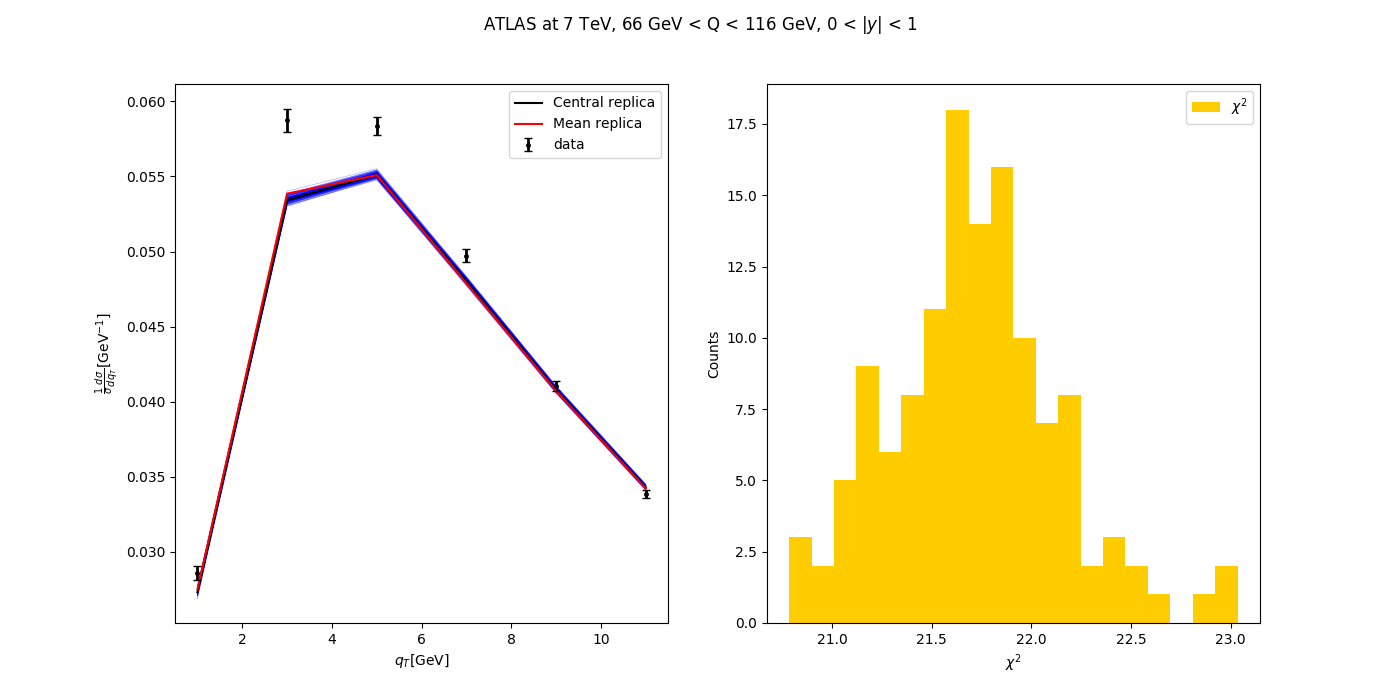 ATLAS at 7 TeV, 66 GeV < Q < 116 GeV, 0 < |y| < 1
0.060
0.055
0.050
0.045
0.040
0.035
0.030
1/σ dσ/dq_T [GeV⁻¹]
Central replica
Mean replica
data
2
4
6
8
10
q_T[GeV]
17.5
15.0
12.5
10.0
7.5
5.0
2.5
0.0
Counts
χ²
21.0
21.5
22.0
22.5
23.0
χ²